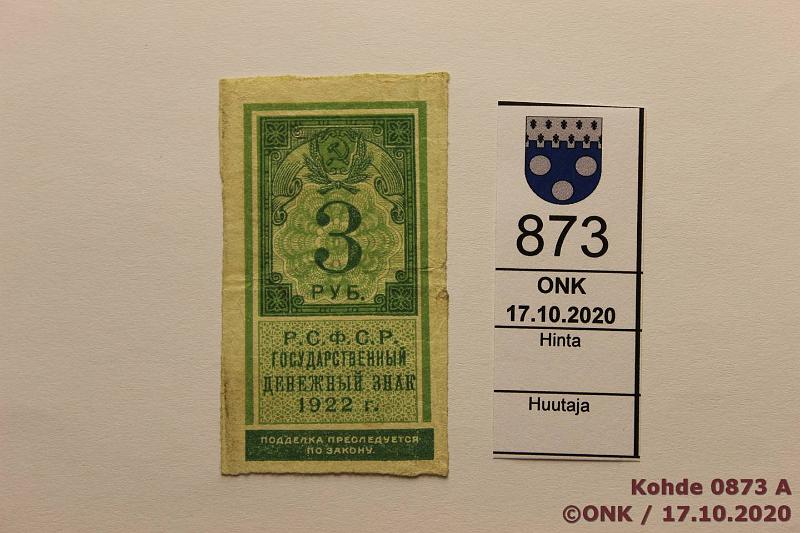 3
РУБ.
Р.С.Ф.С.Р.
ГОСУДАРСТВЕННЫЙ
ДЕНЕЖНЫЙ ЗНАК
1922 г.
ПОДДЕЛКА ПРЕСЛЕДУЕТСЯ
ПО ЗАКОНУ.
873
ONK
17.10.2020
Hinta
Huutaja
Kohde 0873 A
©ONK / 17.10.2020